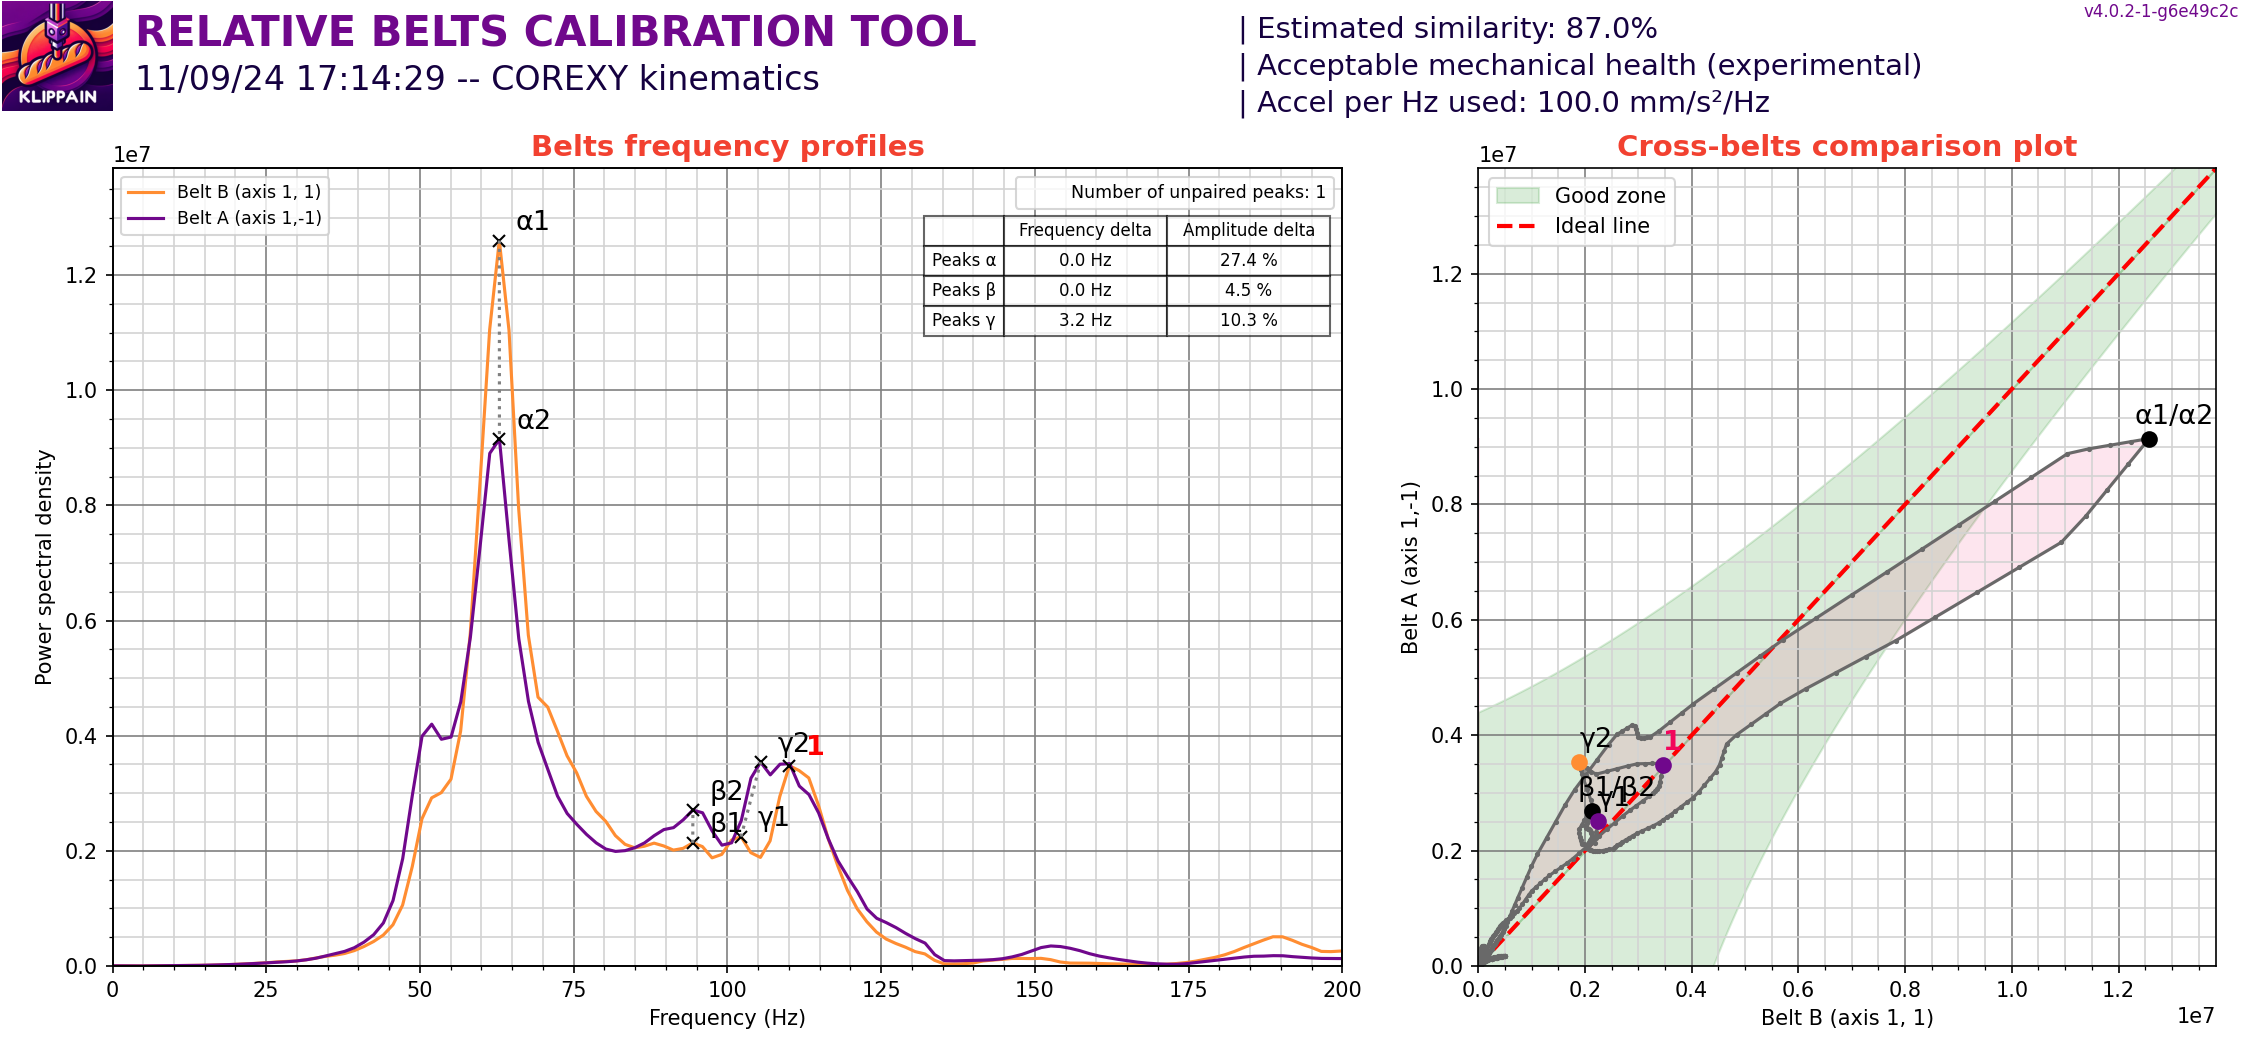 KLIPPAIN
RELATIVE BELTS CALIBRATION TOOL
11/09/24 17:14:29 -- COREXY kinematics
| Estimated similarity: 87.0%
| Acceptable mechanical health (experimental)
| Accel per Hz used: 100.0 mm/s²/Hz
v4.0.2-1-g6e49c2c
Belts frequency profiles
1e7
Belt B (axis 1, 1)
Belt A (axis 1,-1)
Number of unpaired peaks: 1
Frequency delta Amplitude delta
Peaks α 0.0 Hz 27.4 %
Peaks β 0.0 Hz 4.5 %
Peaks γ 3.2 Hz 10.3 %
α1
α2
γ2 1
β2
β1 γ1
1.2
1.0
0.8
0.6
0.4
0.2
0.0
Power spectral density
0 25 50 75 100 125 150 175 200
Frequency (Hz)
Cross-belts comparison plot
1e7
Good zone
Ideal line
α1/α2
γ2 1
β1/β2
γ1
1.2
1.0
0.8
0.6
0.4
0.2
0.0
Belt A (axis 1,-1)
0.0 0.2 0.4 0.6 0.8 1.0 1.2
Belt B (axis 1, 1)
1e7